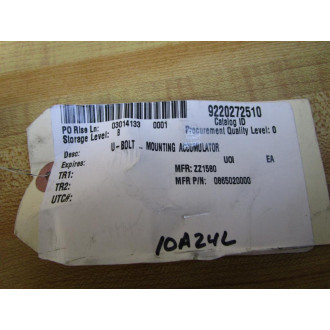 9220272510
Catalog ID
PO Rlse Ln: 03014133 0001
Storage Level: B
Procurement Quality Level: 0
Desc: U-BOLT - MOUNTING ACCUMULATOR
Expires:
UOI EA
TR1:
MFR: ZZ1580
TR2:
MFR P/N: 0865020000
UTC#:
10A24L